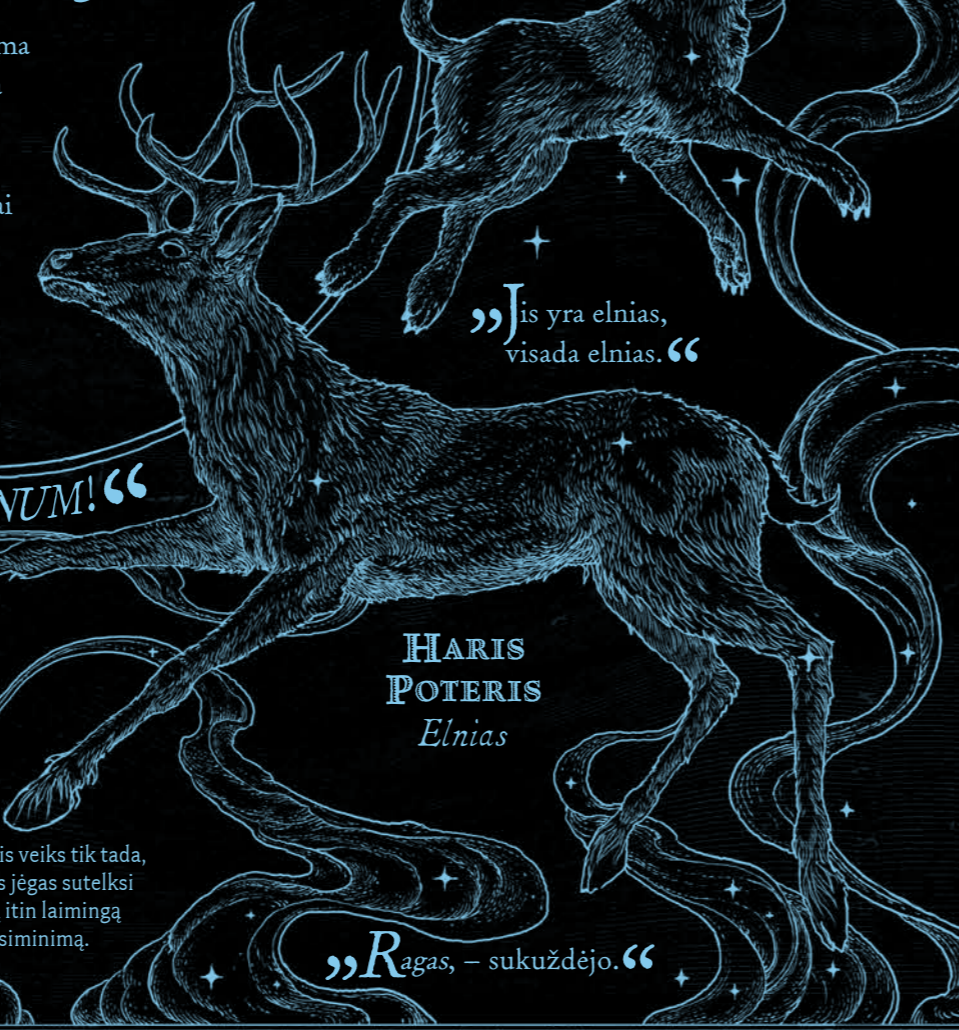 ma
ai
„Jis yra elnias,
visada elnias.“
NUM!“
HARIS
POTERIS
Elnias
is veiks tik tada,
s jėgas sutelksi
itin laimingą
siminimą.
„Ragas, – sukuždėjo.“